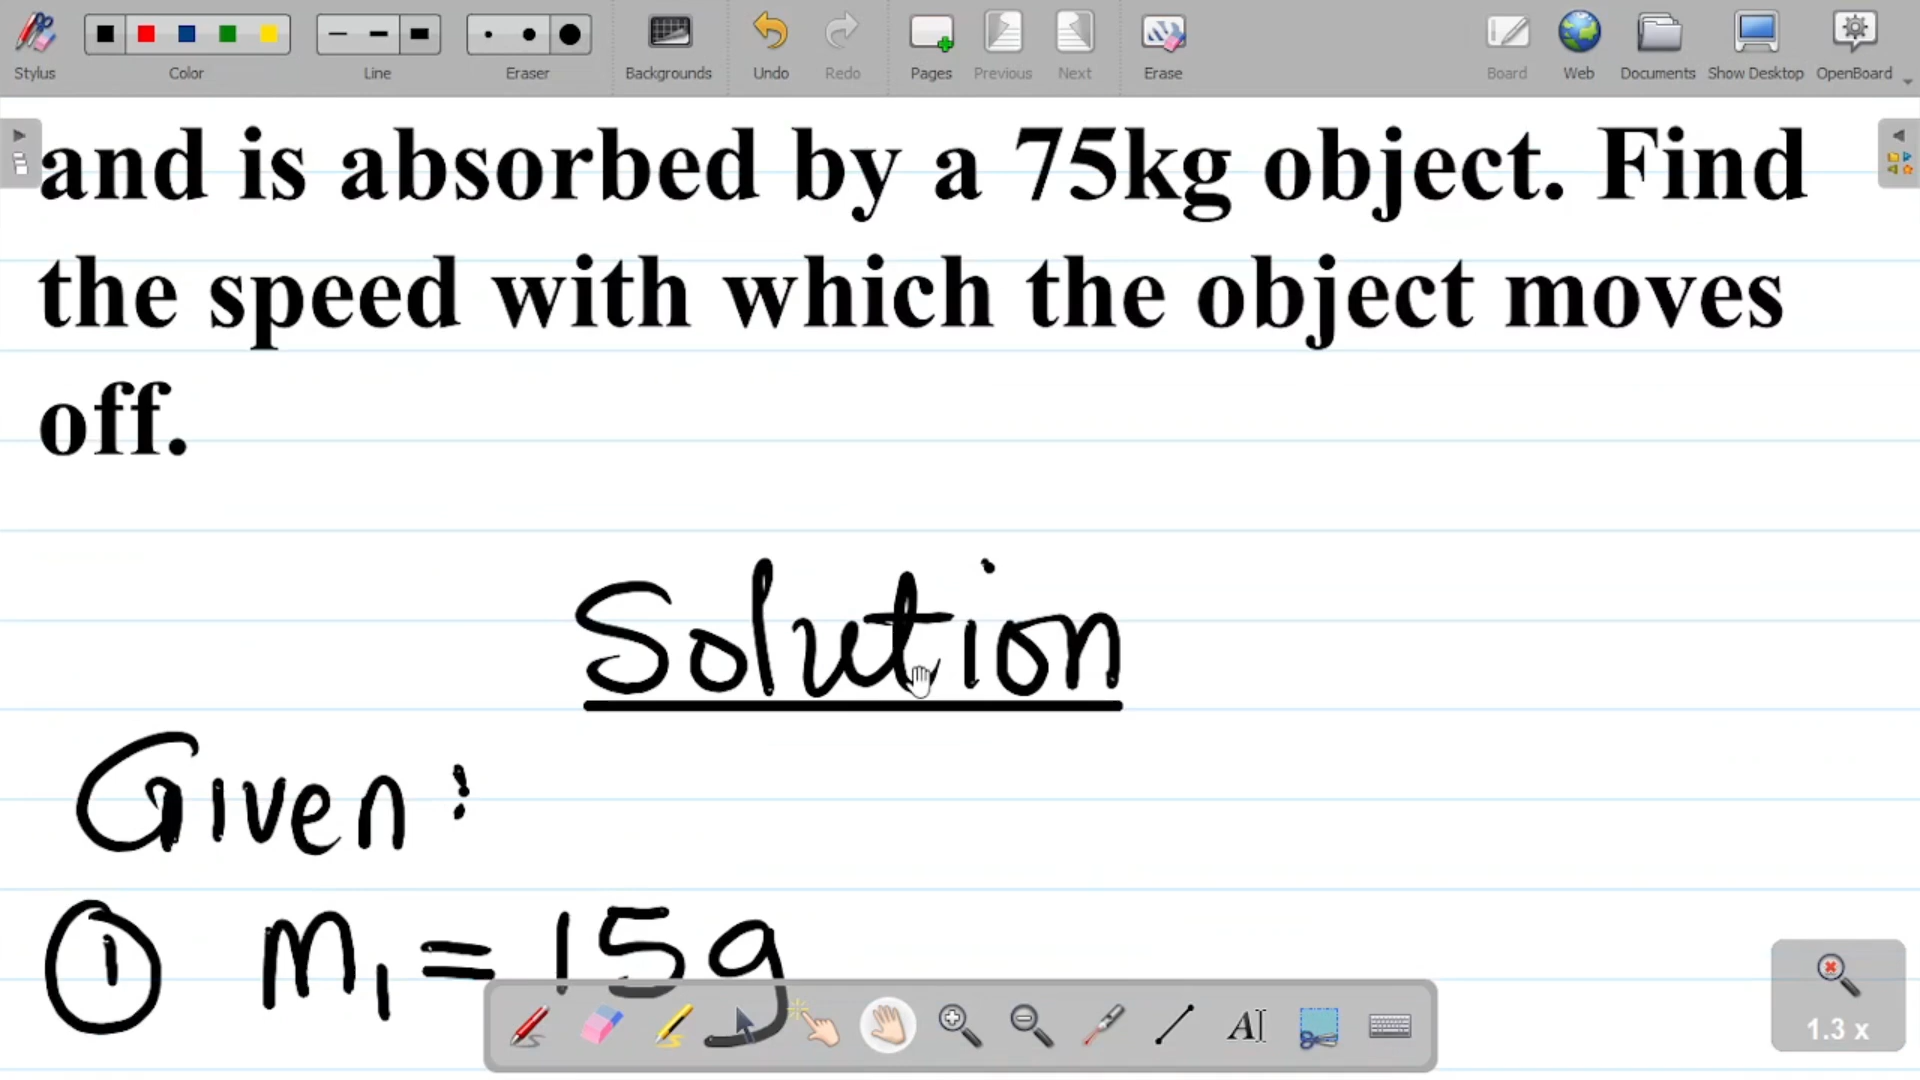 Stylus Color Line Eraser Backgrounds Undo Redo Pages Previous Next Erase Board Web Documents Show Desktop OpenBoard
and is absorbed by a 75kg object. Find
the speed with which the object moves
off.
Solution
Given:
① m₁ = 15g
AI
1.3 x